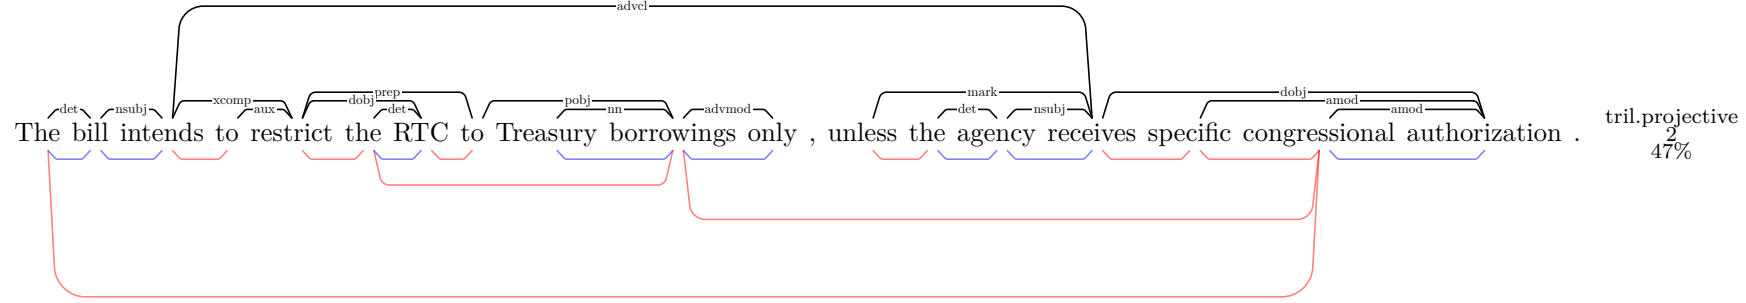 advcl
prep
xcomp dobj pobj mark dobj amod
det nsubj aux det nn advmod det nsubj amod
The bill intends to restrict the RTC to Treasury borrowings only , unless the agency receives specific congressional authorization .
tril.projective
2
47%